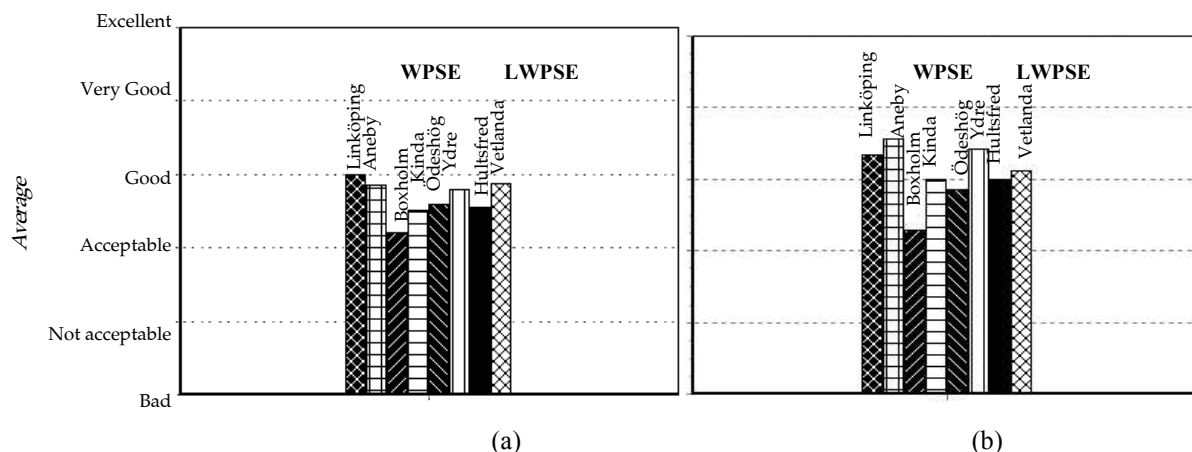 Excellent
Very Good
Good
Acceptable
Not acceptable
Bad
Average
WPSE LWPSE
Linköping
Aneby
Boxholm
Kinda
Ödeshög
Ydre
Hultsfred
Vetlanda
(a)
WPSE LWPSE
Linköping
Aneby
Boxholm
Kinda
Ödeshög
Ydre
Hultsfred
Vetlanda
(b)